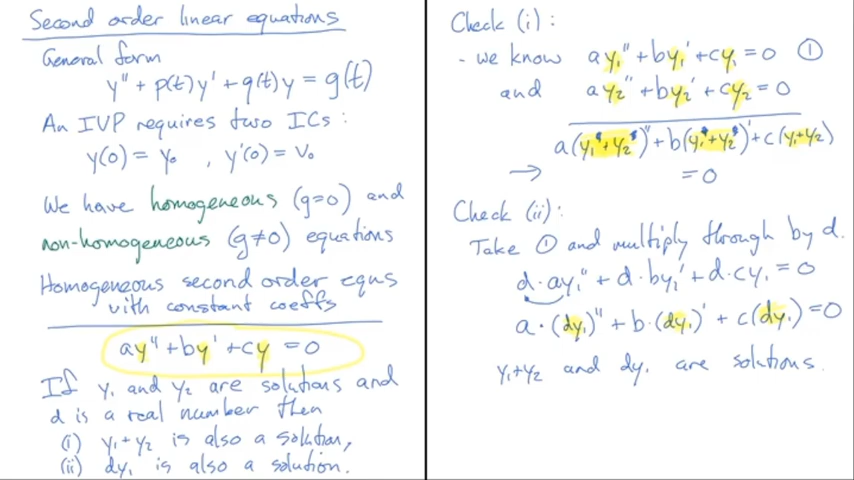 Second order linear equations
General form
y'' + p(t)y' + q(t)y = g(t)
An IVP requires two ICs:
y(0) = y₀ , y'(0) = v₀
We have homogeneous (g=0) and
non-homogeneous (g≠0) equations
Homogeneous second order equs
with constant coeffs
ay'' + by' + cy = 0
If y₁ and y₂ are solutions and
d is a real number then
(i) y₁+y₂ is also a solution,
(ii) dy₁ is also a solution.
Check (i):
- we know ay₁'' + by₁' + cy₁ = 0 ①
and ay₂'' + by₂' + cy₂ = 0
a(y₁+y₂)'' + b(y₁+y₂)' + c(y₁+y₂)
→ = 0
Check (ii):
Take ① and multiply through by d.
d·ay₁'' + d·by₁' + d·cy₁ = 0
a·(dy₁)'' + b·(dy₁)' + c(dy₁) = 0
y₁+y₂ and dy₁ are solutions.